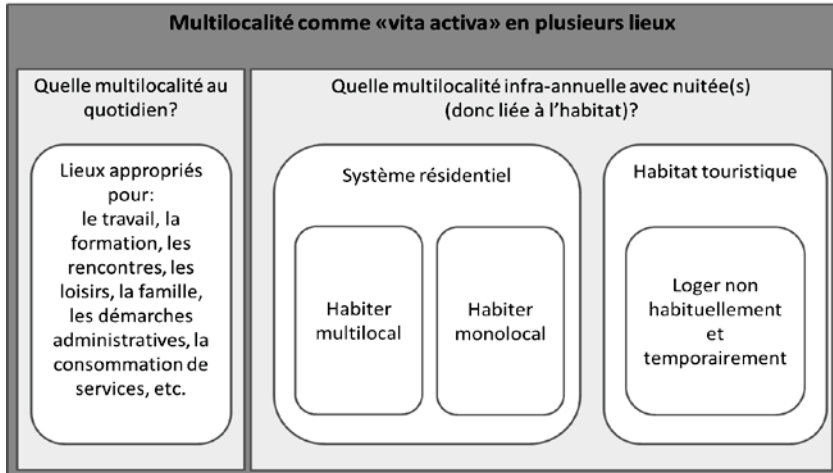 Multilocalité comme «vita activa» en plusieurs lieux
Quelle multilocalité au
quotidien?
Lieux appropriés
pour:
le travail, la
formation, les
rencontres, les
loisirs, la famille,
les démarches
administratives, la
consommation de
services, etc.
Quelle multilocalité infra-annuelle avec nuitée(s)
(donc liée à l'habitat)?
Système résidentiel
Habiter
multilocal
Habiter
monolocal
Habitat touristique
Loger non
habituellement
et
temporairement